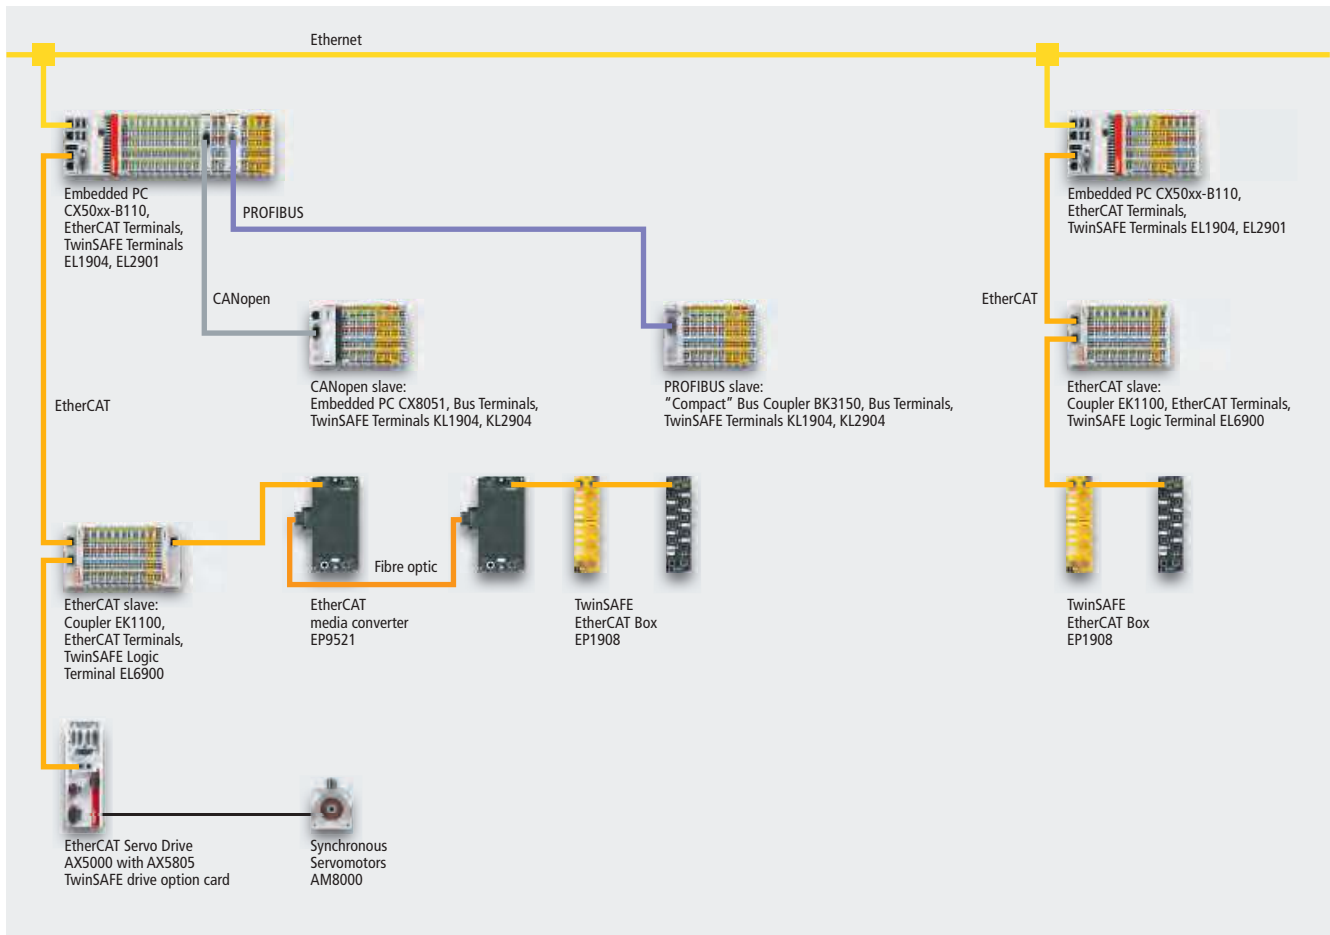 Ethernet
Embedded PC
CX50xx-B110,
EtherCAT Terminals,
TwinSAFE Terminals
EL1904, EL2901
PROFIBUS
Embedded PC CX50xx-B110,
EtherCAT Terminals,
TwinSAFE Terminals EL1904, EL2901
CANopen
EtherCAT
CANopen slave:
Embedded PC CX8051, Bus Terminals,
TwinSAFE Terminals KL1904, KL2904
PROFIBUS slave:
“Compact” Bus Coupler BK3150, Bus Terminals,
TwinSAFE Terminals KL1904, KL2904
EtherCAT slave:
Coupler EK1100, EtherCAT Terminals,
TwinSAFE Logic Terminal EL6900
EtherCAT
Fibre optic
EtherCAT slave:
Coupler EK1100,
EtherCAT Terminals,
TwinSAFE Logic
Terminal EL6900
EtherCAT
media converter
EP9521
TwinSAFE
EtherCAT Box
EP1908
TwinSAFE
EtherCAT Box
EP1908
EtherCAT Servo Drive
AX5000 with AX5805
TwinSAFE drive option card
Synchronous
Servomotors
AM8000